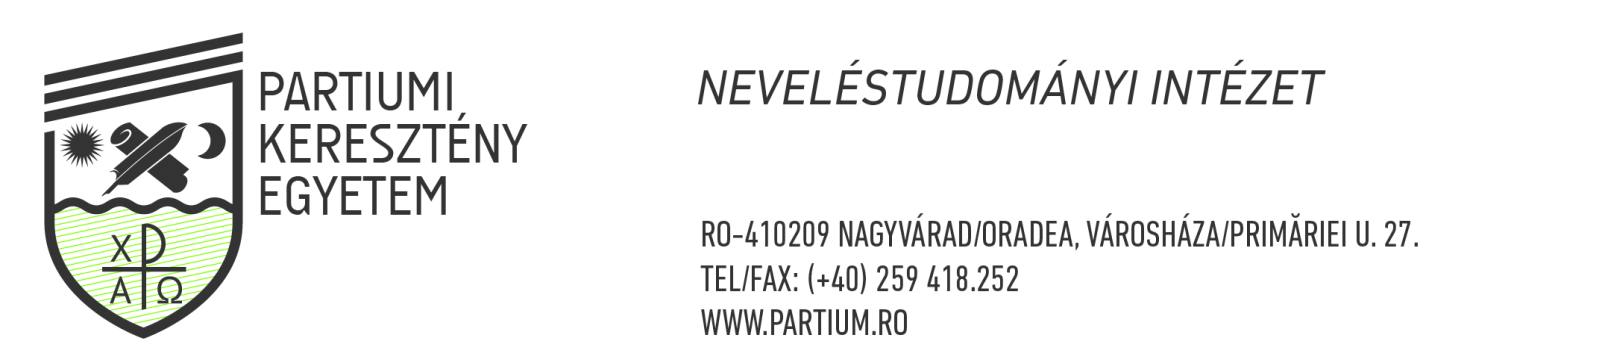 PARTIUMI
KERESZTÉNY
EGYETEM
Χ Ρ
Α Ω
NEVELÉSTUDOMÁNYI INTÉZET
RO-410209 NAGYVÁRAD/ORADEA, VÁROSHÁZA/PRIMĂRIEI U. 27.
TEL/FAX: (+40) 259 418.252
WWW.PARTIUM.RO